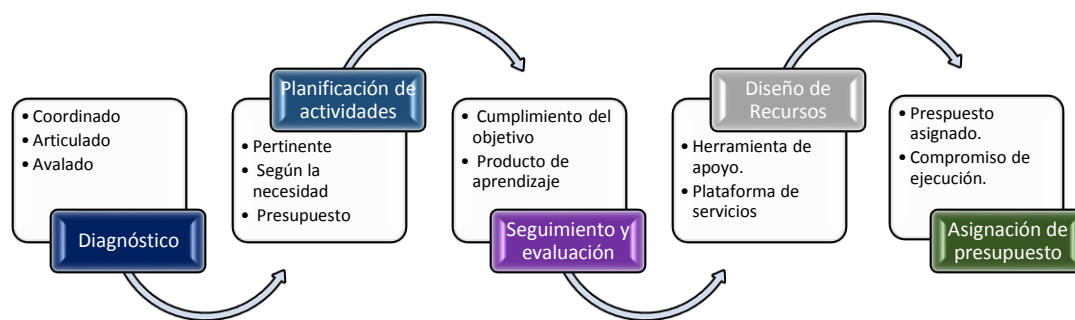 • Coordinado
• Articulado
• Avalado
Diagnóstico
Planificación de
actividades
• Pertinente
• Según la
necesidad
• Presupuesto
• Cumplimiento del
objetivo
• Producto de
aprendizaje
Seguimiento y
evaluación
Diseño de
Recursos
• Herramienta de
apoyo.
• Plataforma de
servicios
• Prespuesto
asignado.
• Compromiso de
ejecución.
Asignación de
presupuesto